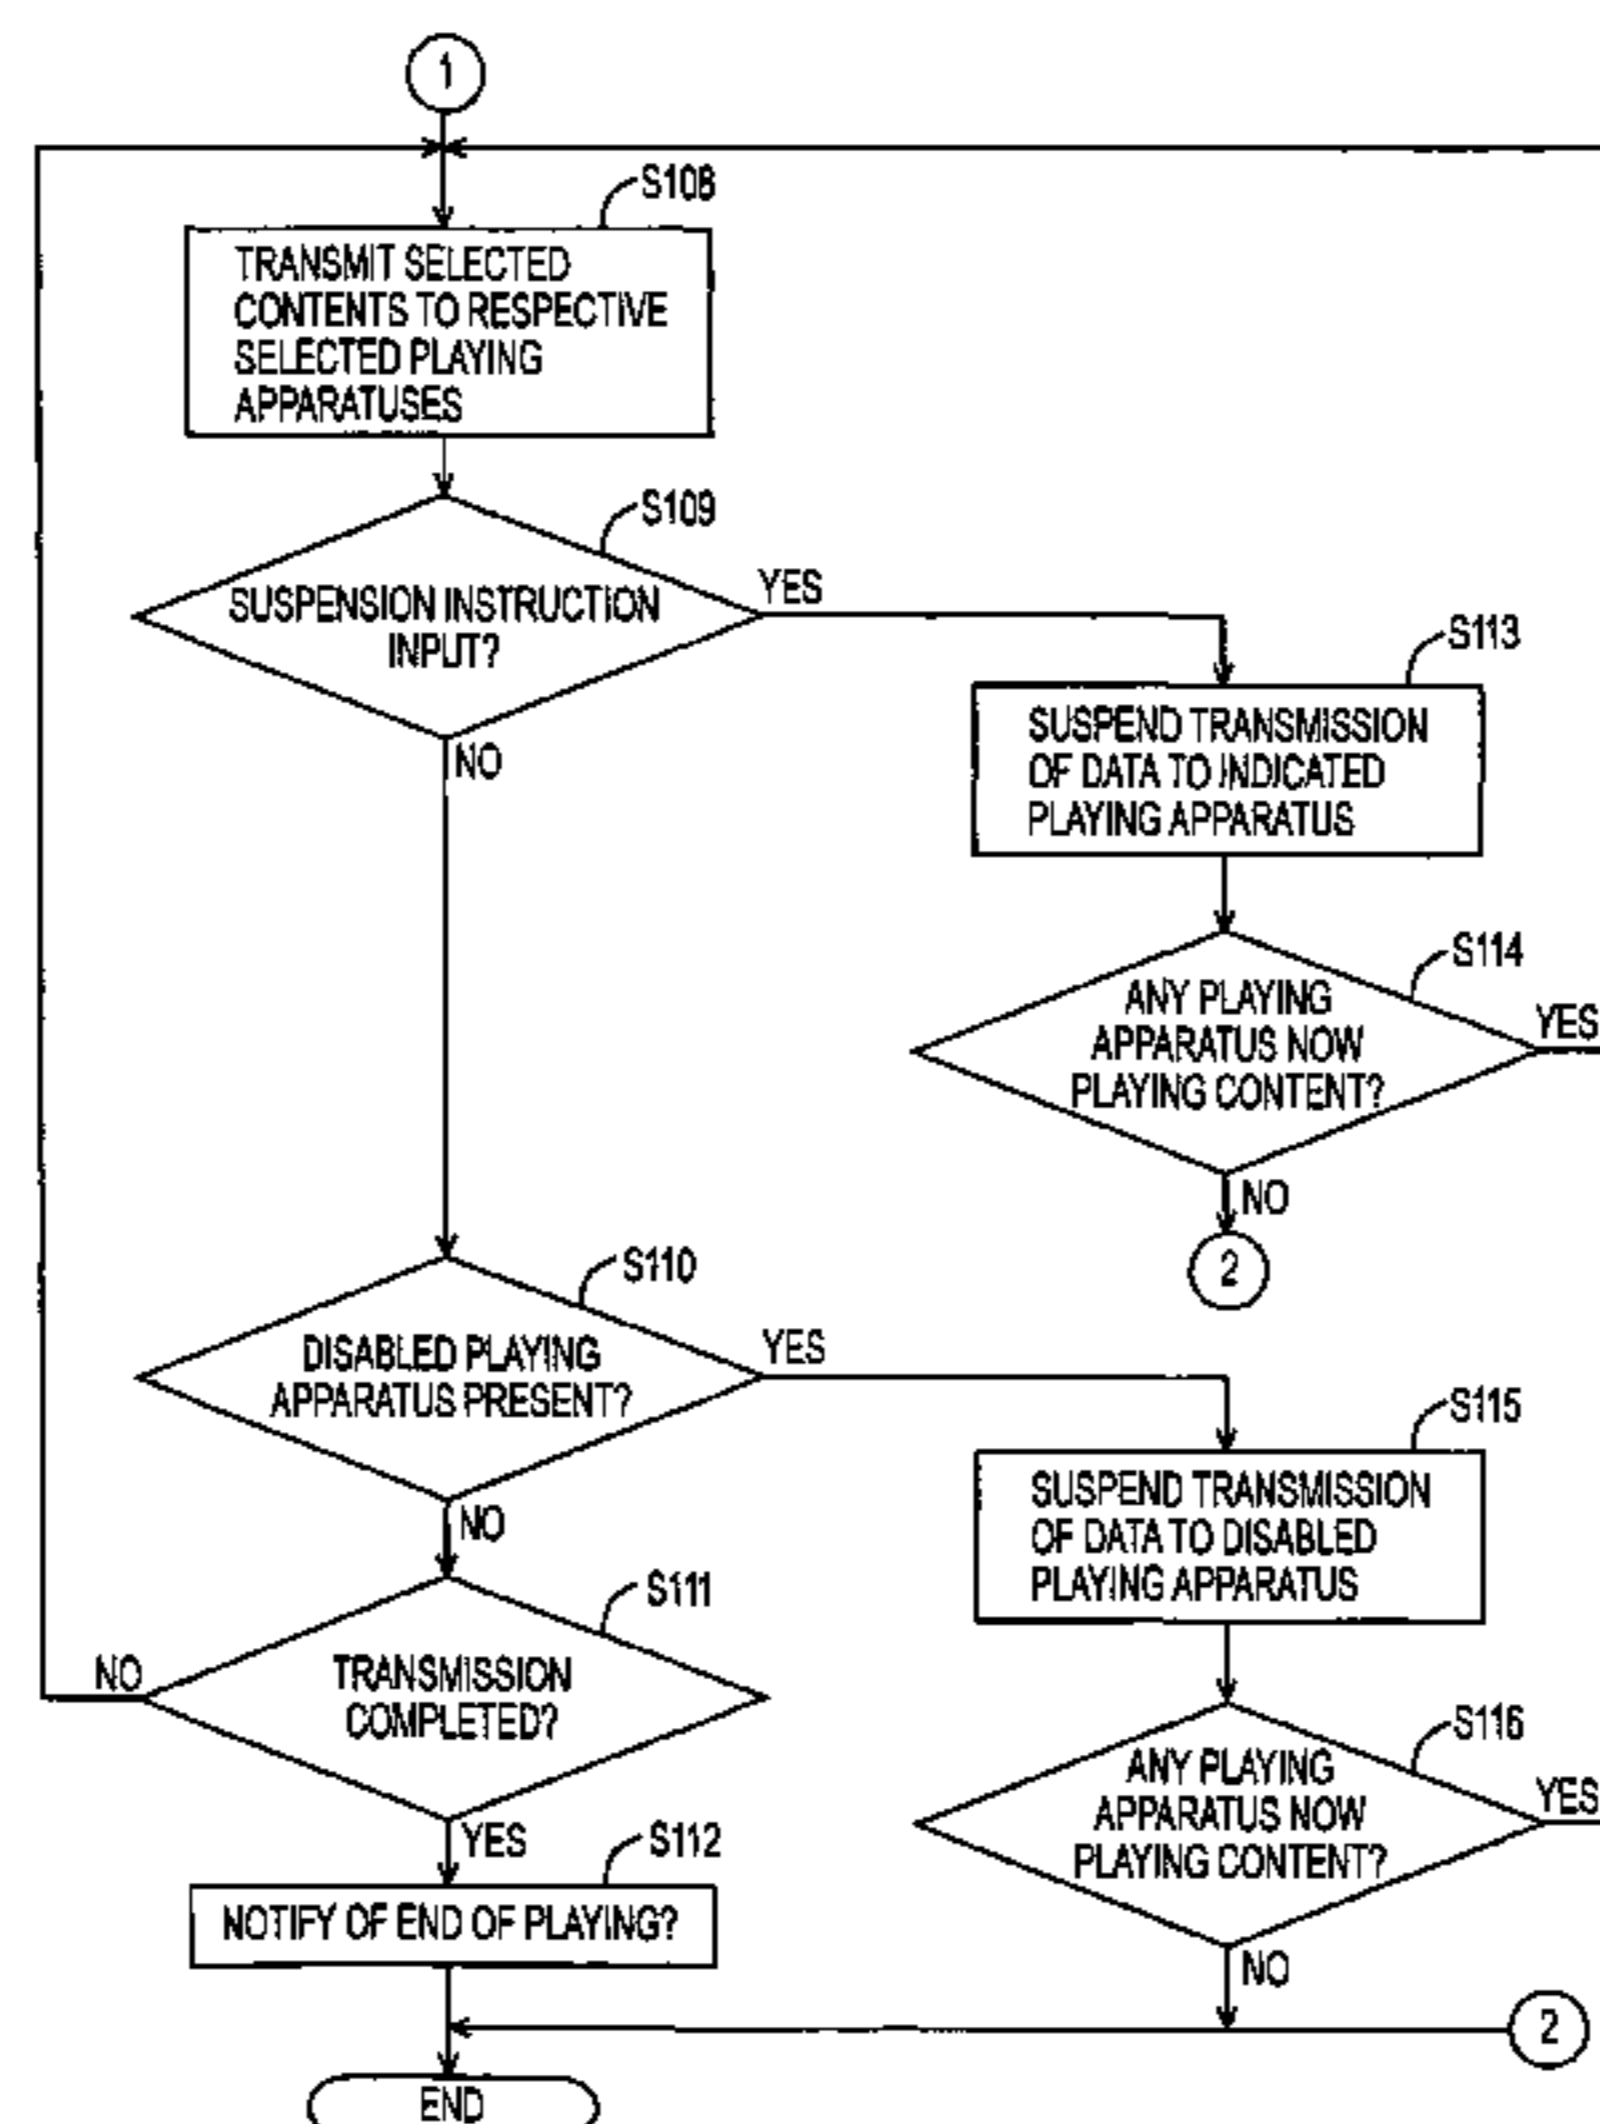 1
S108
TRANSMIT SELECTED
CONTENTS TO RESPECTIVE
SELECTED PLAYING
APPARATUSES
S109
SUSPENSION INSTRUCTION
INPUT?
YES
NO
S113
SUSPEND TRANSMISSION
OF DATA TO INDICATED
PLAYING APPARATUS
S114
ANY PLAYING
APPARATUS NOW
PLAYING CONTENT?
YES
NO
2
S110
DISABLED PLAYING
APPARATUS PRESENT?
YES
NO
S115
SUSPEND TRANSMISSION
OF DATA TO DISABLED
PLAYING APPARATUS
S111
TRANSMISSION
COMPLETED?
NO
YES
S116
ANY PLAYING
APPARATUS NOW
PLAYING CONTENT?
YES
NO
S112
NOTIFY OF END OF PLAYING?
2
END